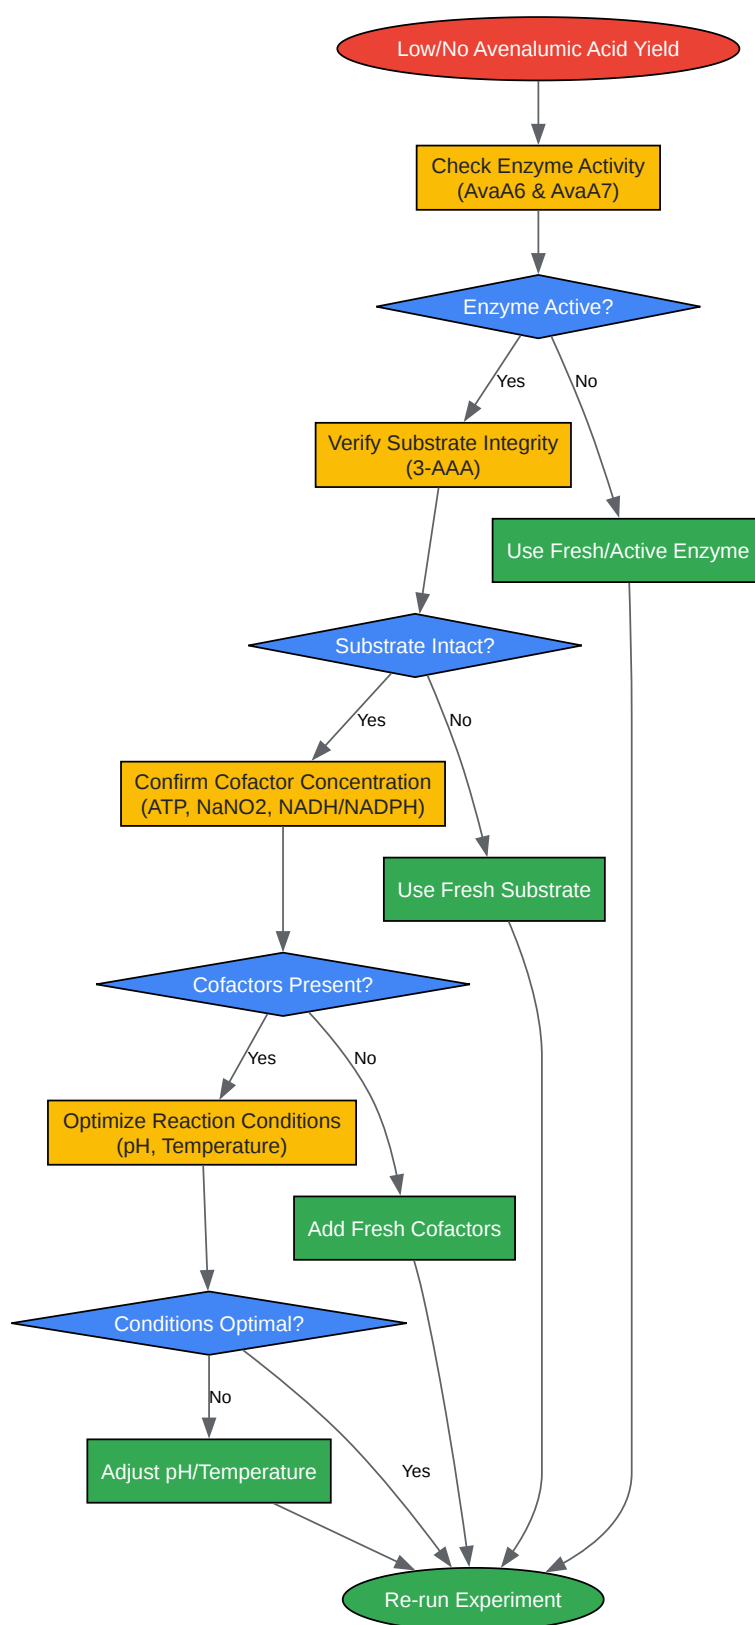 Low/No Avenalumic Acid Yield
Check Enzyme Activity
(AvaA6 & AvaA7)
Enzyme Active?
Yes
No
Verify Substrate Integrity
(3-AAA)
Use Fresh/Active Enzyme
Substrate Intact?
Yes
No
Confirm Cofactor Concentration
(ATP, NaNO2, NADH/NADPH)
Use Fresh Substrate
Cofactors Present?
Yes
No
Optimize Reaction Conditions
(pH, Temperature)
Add Fresh Cofactors
Conditions Optimal?
No
Yes
Adjust pH/Temperature
Re-run Experiment